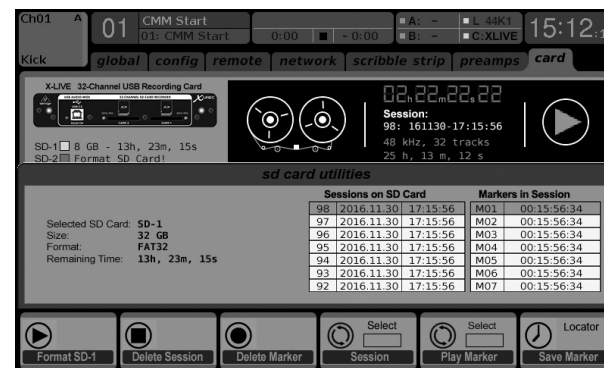 Ch01 A
Kick
01 CMM Start
01: CMM Start
0:00 - 0:00
A: -
B: -
L 44K1
C:XLIVE
15:12
global config remote network scribble strip preamps card
X-LIVE 32-Channel USB Recording Card
SD-1 8 GB - 13h, 23m, 15s
SD-2 Format SD Card!
02h22m22s22
Session:
98: 161130-17:15:56
48 kHz, 32 tracks
25 h, 13 m, 12 s
sd card utilities
Selected SD Card: SD-1
Size: 32 GB
Format: FAT32
Remaining Time: 13h, 23m, 15s
Sessions on SD Card
98 2016.11.30 17:15:56
97 2016.11.30 17:15:56
96 2016.11.30 17:15:56
95 2016.11.30 17:15:56
94 2016.11.30 17:15:56
93 2016.11.30 17:15:56
92 2016.11.30 17:15:56
Markers in Session
M01 00:15:56:34
M02 00:15:56:34
M03 00:15:56:34
M04 00:15:56:34
M05 00:15:56:34
M06 00:15:56:34
M07 00:15:56:34
Format SD-1
Delete Session
Delete Marker
Select
Session
Select
Play Marker
Locator
Save Marker